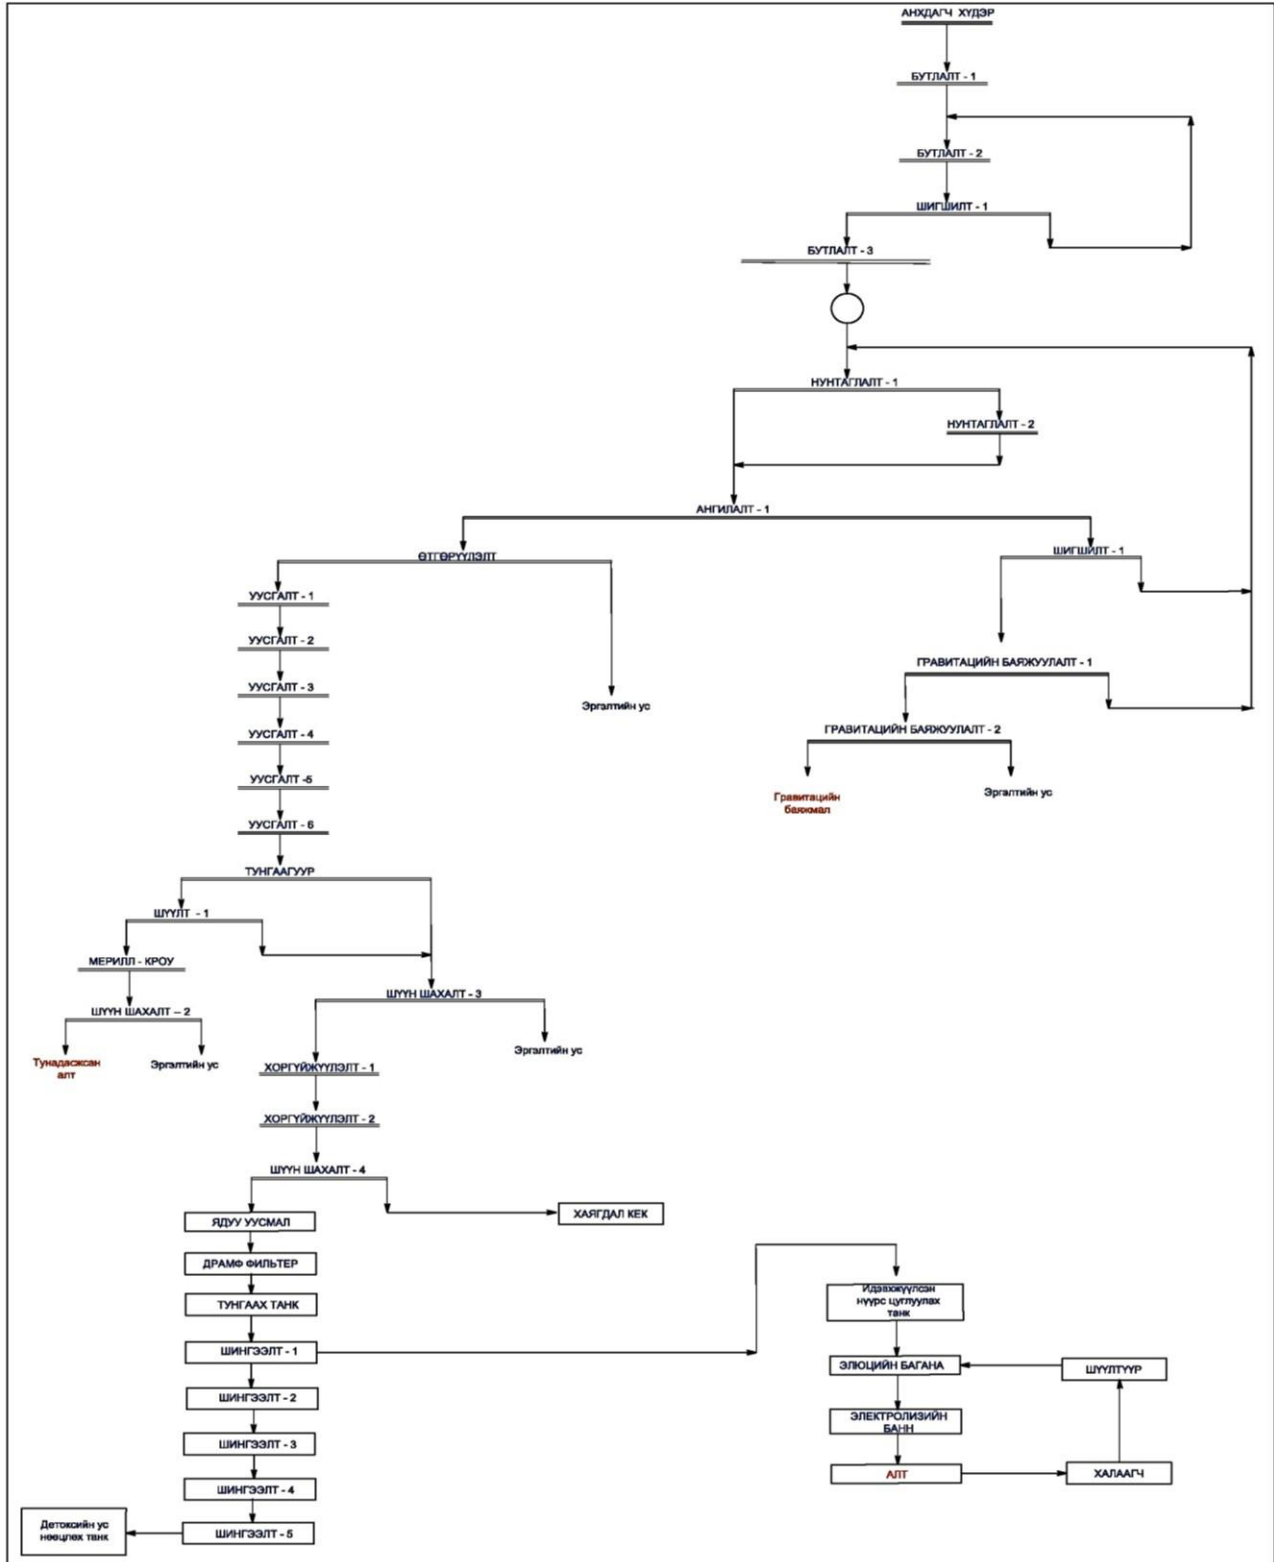 АНХДАГЧ ХҮДЭР
БУТЛАЛТ - 1
БУТЛАЛТ - 2
ШИГШИЛТ - 1
БУТЛАЛТ - 3
НУНТАГЛАЛТ - 1
НУНТАГЛАЛТ - 2
АНГИЛАЛТ - 1
ӨТГӨРҮҮЛЭЛТ
ШИГШИЛТ - 1
УУСГАЛТ - 1
УУСГАЛТ - 2
УУСГАЛТ - 3
УУСГАЛТ - 4
УУСГАЛТ -5
УУСГАЛТ - 6
Эргэлтийн ус
ГРАВИТАЦИЙН БАЯЖУУЛАЛТ - 1
ГРАВИТАЦИЙН БАЯЖУУЛАЛТ - 2
Гравитацийн
баяжмал
Эргэлтийн ус
ТУНГААГУУР
ШҮҮЛТ - 1
МЕРИЛЛ - КРОУ
ШҮҮН ШАХАЛТ – 2
Тунадасжсан
алт
Эргэлтийн ус
ШҮҮН ШАХАЛТ - 3
Эргэлтийн ус
ХОРГҮЙЖҮҮЛЭЛТ - 1
ХОРГҮЙЖҮҮЛЭЛТ - 2
ШҮҮН ШАХАЛТ - 4
ХАЯГДАЛ КЕК
ЯДУУ УУСМАЛ
ДРАМФ ФИЛЬТЕР
ТУНГААХ ТАНК
ШИНГЭЭЛТ - 1
ШИНГЭЭЛТ - 2
ШИНГЭЭЛТ - 3
ШИНГЭЭЛТ - 4
ШИНГЭЭЛТ - 5
Детоксийн ус
нөөцлөх танк
Идэвхжүүлсэн
нүүрс цуглуулах
танк
ЭЛЮЦИЙН БАГАНА
ШҮҮЛТҮҮР
ЭЛЕКТРОЛИЗИЙН
БАНН
АЛТ
ХАЛААГЧ